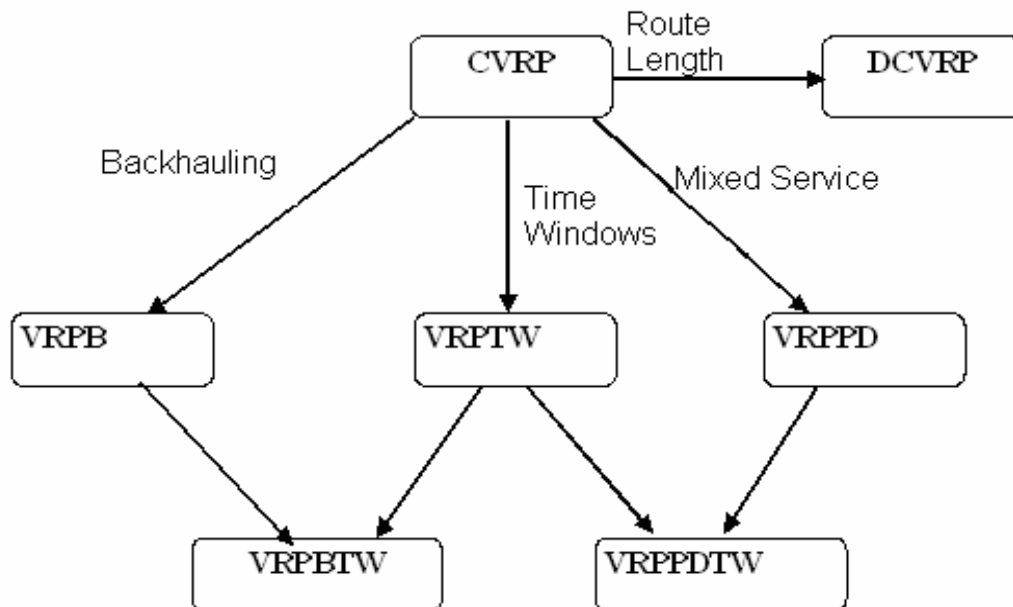 CVRP
Route
Length
DCVRP
Backhauling
Time
Windows
Mixed Service
VRPB
VRPTW
VRPPD
VRPBTW
VRPPDTW